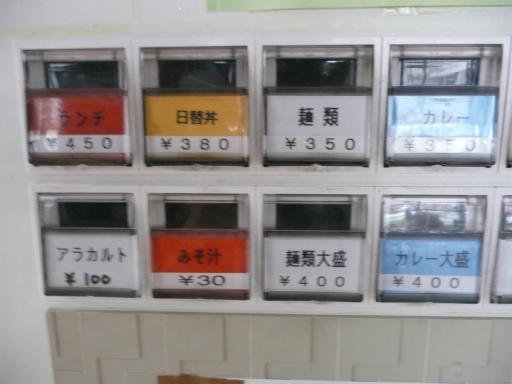 ランチ
¥450
日替丼
¥380
麺類
¥350
カレー
¥350
アラカルト
¥100
みそ汁
¥30
麺類大盛
¥400
カレー大盛
¥400